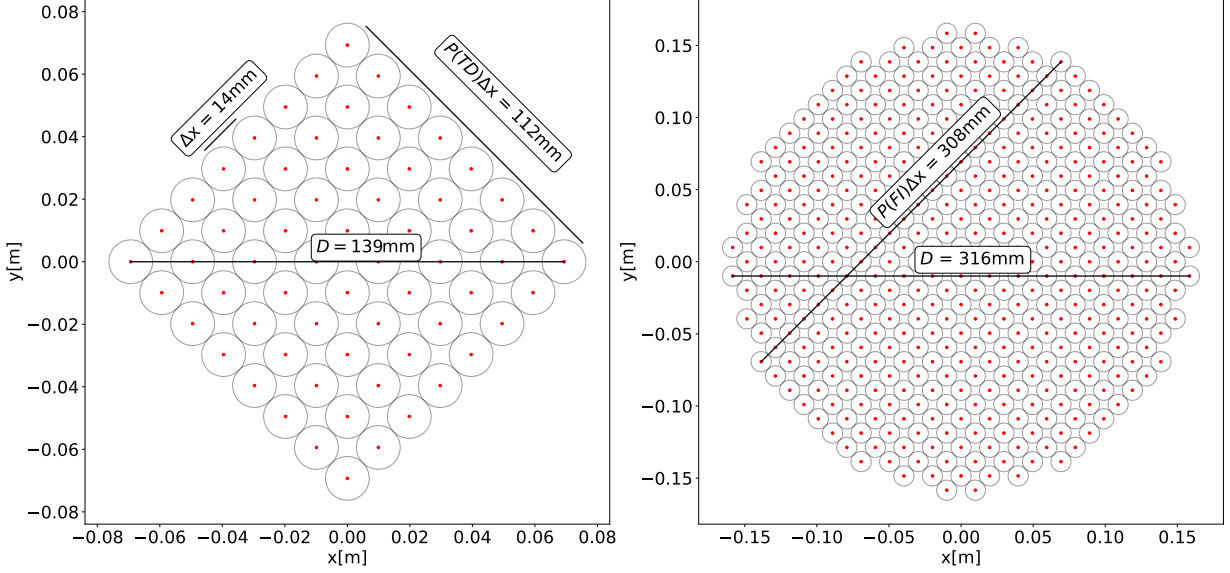 0.08
0.06
0.04
0.02
0.00
−0.02
−0.04
−0.06
−0.08
y[m]
−0.08 −0.06 −0.04 −0.02 0.00 0.02 0.04 0.06 0.08
x[m]
Δx = 14mm
P(TD)Δx = 112mm
D = 139mm
0.15
0.10
0.05
0.00
−0.05
−0.10
−0.15
y[m]
−0.15 −0.10 −0.05 0.00 0.05 0.10 0.15
x[m]
P(FI)Δx = 308mm
D = 316mm